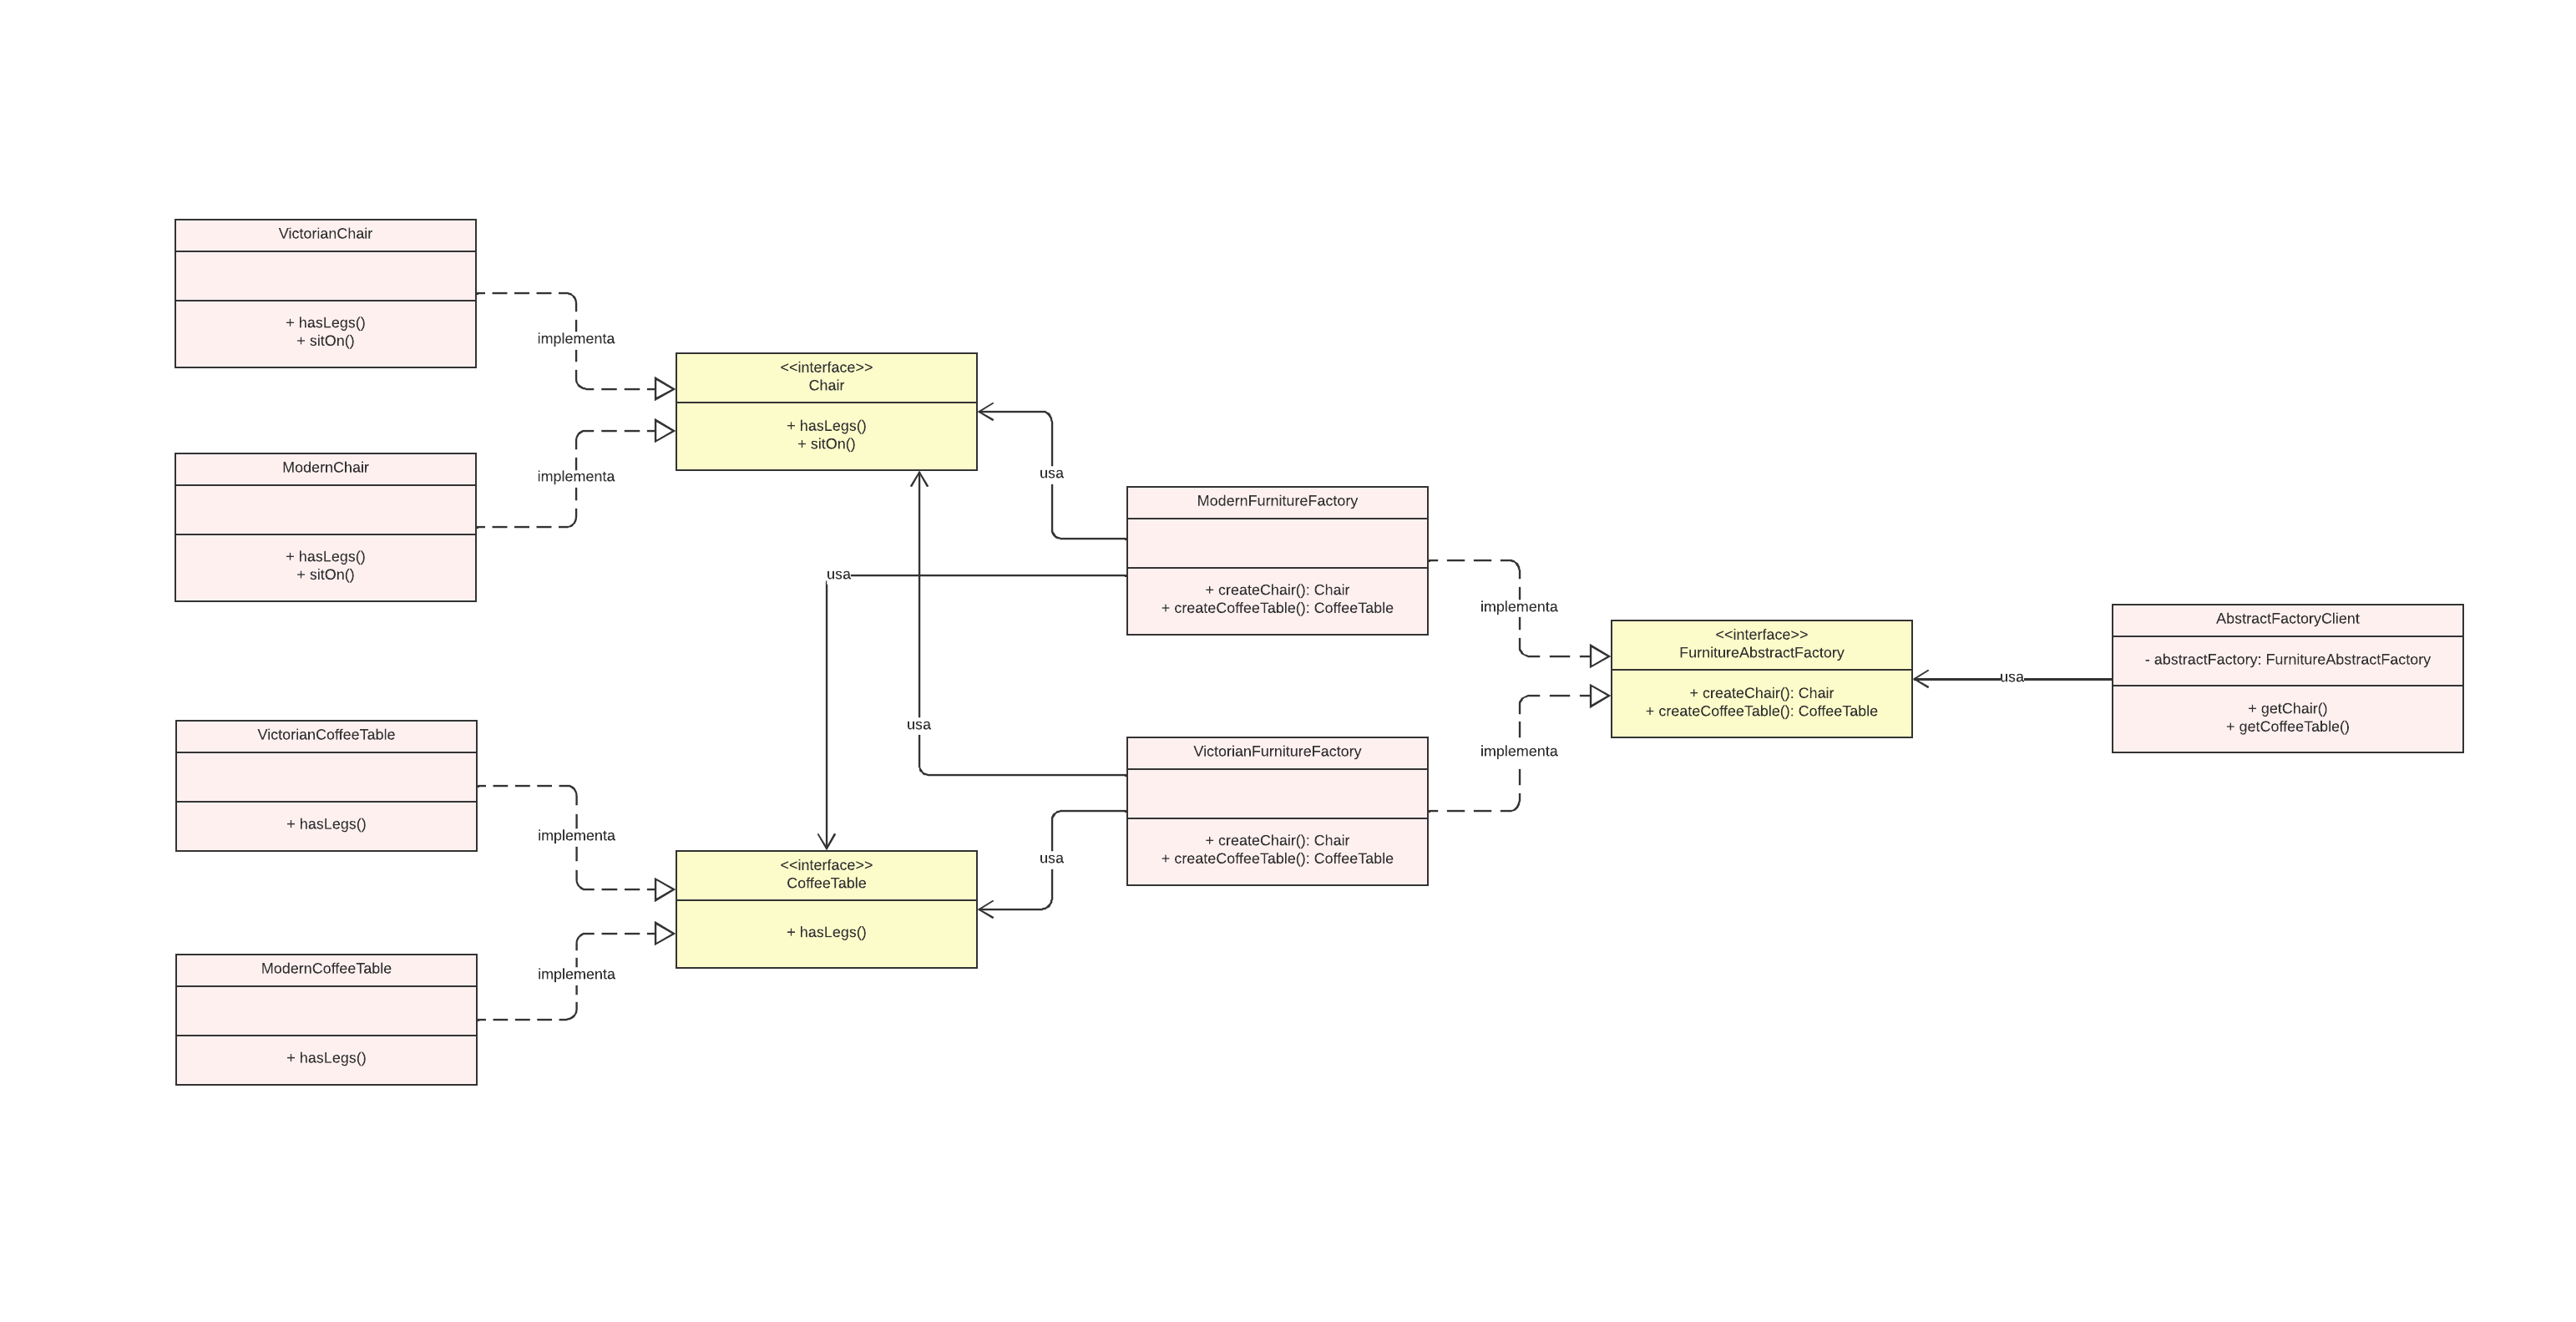 VictorianChair
+ hasLegs()
+ sitOn()
implementa
<<interface>>
Chair
+ hasLegs()
+ sitOn()
ModernChair
+ hasLegs()
+ sitOn()
implementa
usa
ModernFurnitureFactory
+ createChair(): Chair
+ createCoffeeTable(): CoffeeTable
usa
implementa
<<interface>>
FurnitureAbstractFactory
+ createChair(): Chair
+ createCoffeeTable(): CoffeeTable
usa
AbstractFactoryClient
- abstractFactory: FurnitureAbstractFactory
+ getChair()
+ getCoffeeTable()
VictorianCoffeeTable
+ hasLegs()
implementa
usa
VictorianFurnitureFactory
+ createChair(): Chair
+ createCoffeeTable(): CoffeeTable
implementa
usa
<<interface>>
CoffeeTable
+ hasLegs()
ModernCoffeeTable
+ hasLegs()
implementa